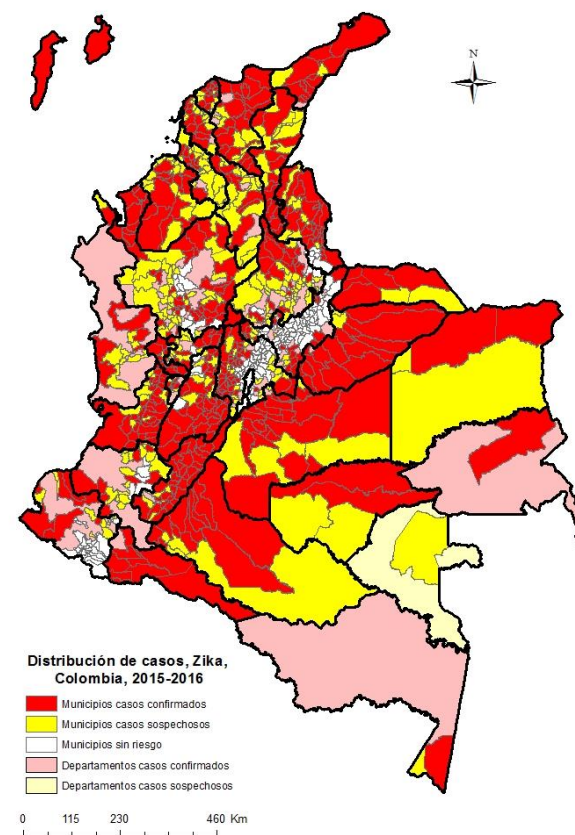 N
Distribución de casos, Zika,
Colombia, 2015-2016
Municipios casos confirmados
Municipios casos sospechosos
Municipios sin riesgo
Departamentos casos confirmados
Departamentos casos sospechosos
0 115 230 460 Km